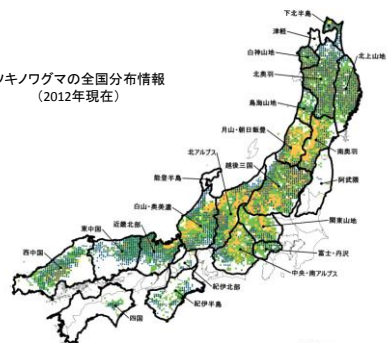 ツキノワグマの全国分布情報
(2012年現在)
下北半島
津軽
白神山地
北上山地
北奥羽
鳥海山地
月山・朝日飯豊
南奥羽
越後三国
北アルプス
阿武隈
能登半島
白山・奥美濃
関東山地
近畿北部
東中国
西中国
富士・丹沢
中央・南アルプス
紀伊北部
紀伊半島
四国